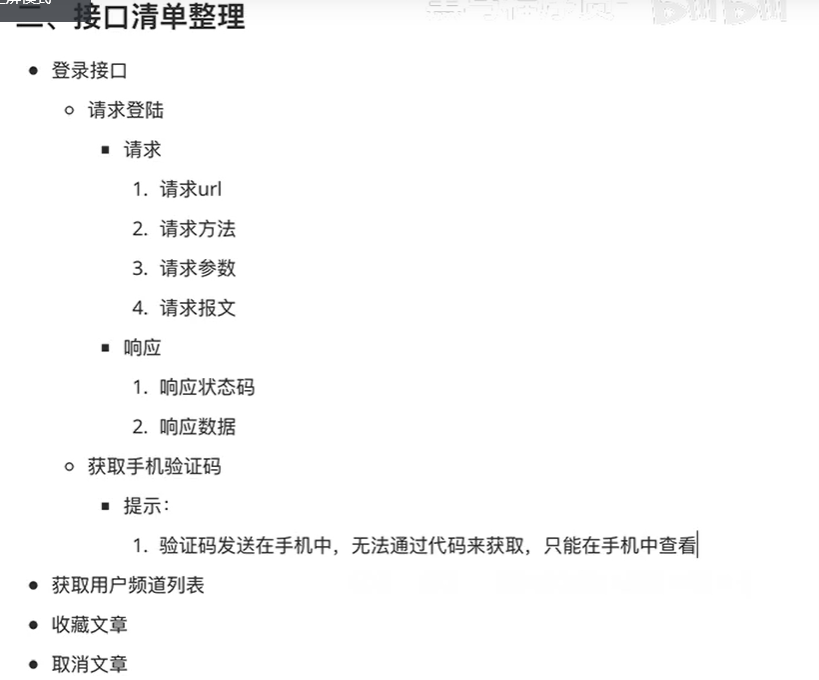 二、接口清单整理
登录接口
请求登陆
请求
1. 请求url
2. 请求方法
3. 请求参数
4. 请求报文
响应
1. 响应状态码
2. 响应数据
获取手机验证码
提示：
1. 验证码发送在手机中，无法通过代码来获取，只能在手机中查看
获取用户频道列表
收藏文章
取消文章